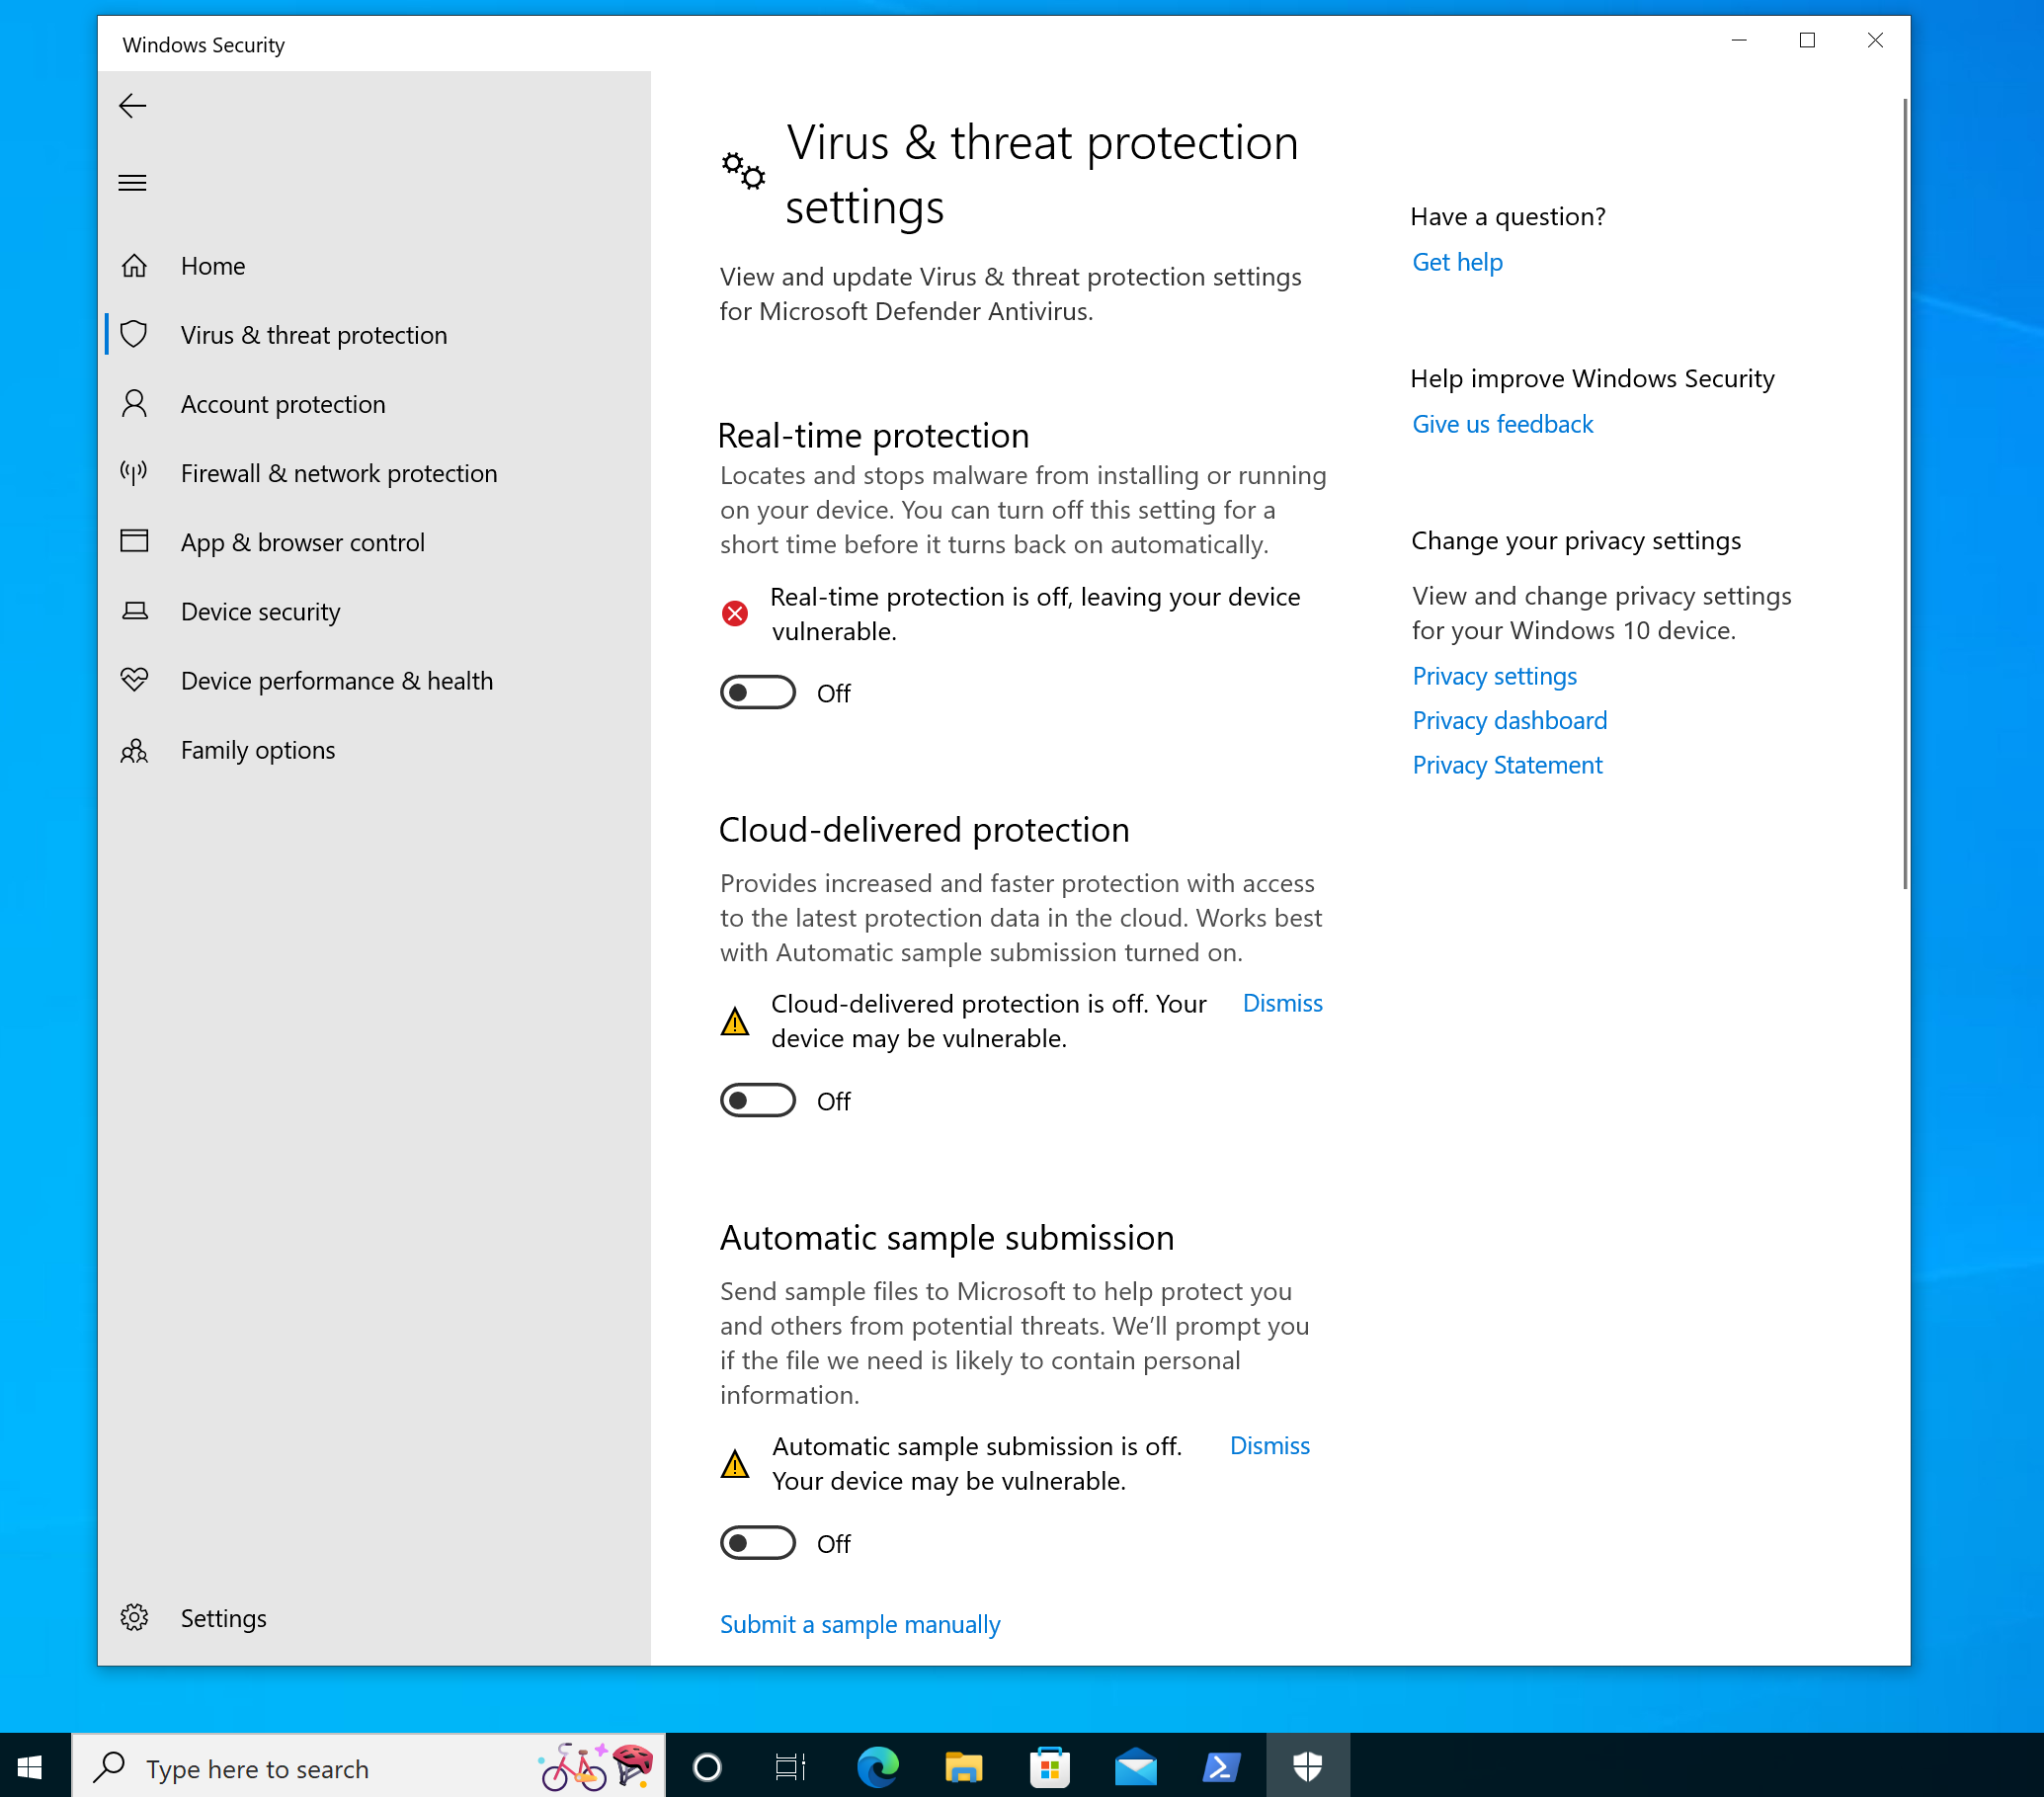 Windows Security
Home
Virus & threat protection
Account protection
Firewall & network protection
App & browser control
Device security
Device performance & health
Family options
Settings
Virus & threat protection
settings
View and update Virus & threat protection settings
for Microsoft Defender Antivirus.
Real-time protection
Locates and stops malware from installing or running
on your device. You can turn off this setting for a
short time before it turns back on automatically.
Real-time protection is off, leaving your device
vulnerable.
Off
Cloud-delivered protection
Provides increased and faster protection with access
to the latest protection data in the cloud. Works best
with Automatic sample submission turned on.
Cloud-delivered protection is off. Your
device may be vulnerable.
Dismiss
Off
Automatic sample submission
Send sample files to Microsoft to help protect you
and others from potential threats. We’ll prompt you
if the file we need is likely to contain personal
information.
Automatic sample submission is off.
Your device may be vulnerable.
Dismiss
Off
Submit a sample manually
Have a question?
Get help
Help improve Windows Security
Give us feedback
Change your privacy settings
View and change privacy settings
for your Windows 10 device.
Privacy settings
Privacy dashboard
Privacy Statement
Type here to search